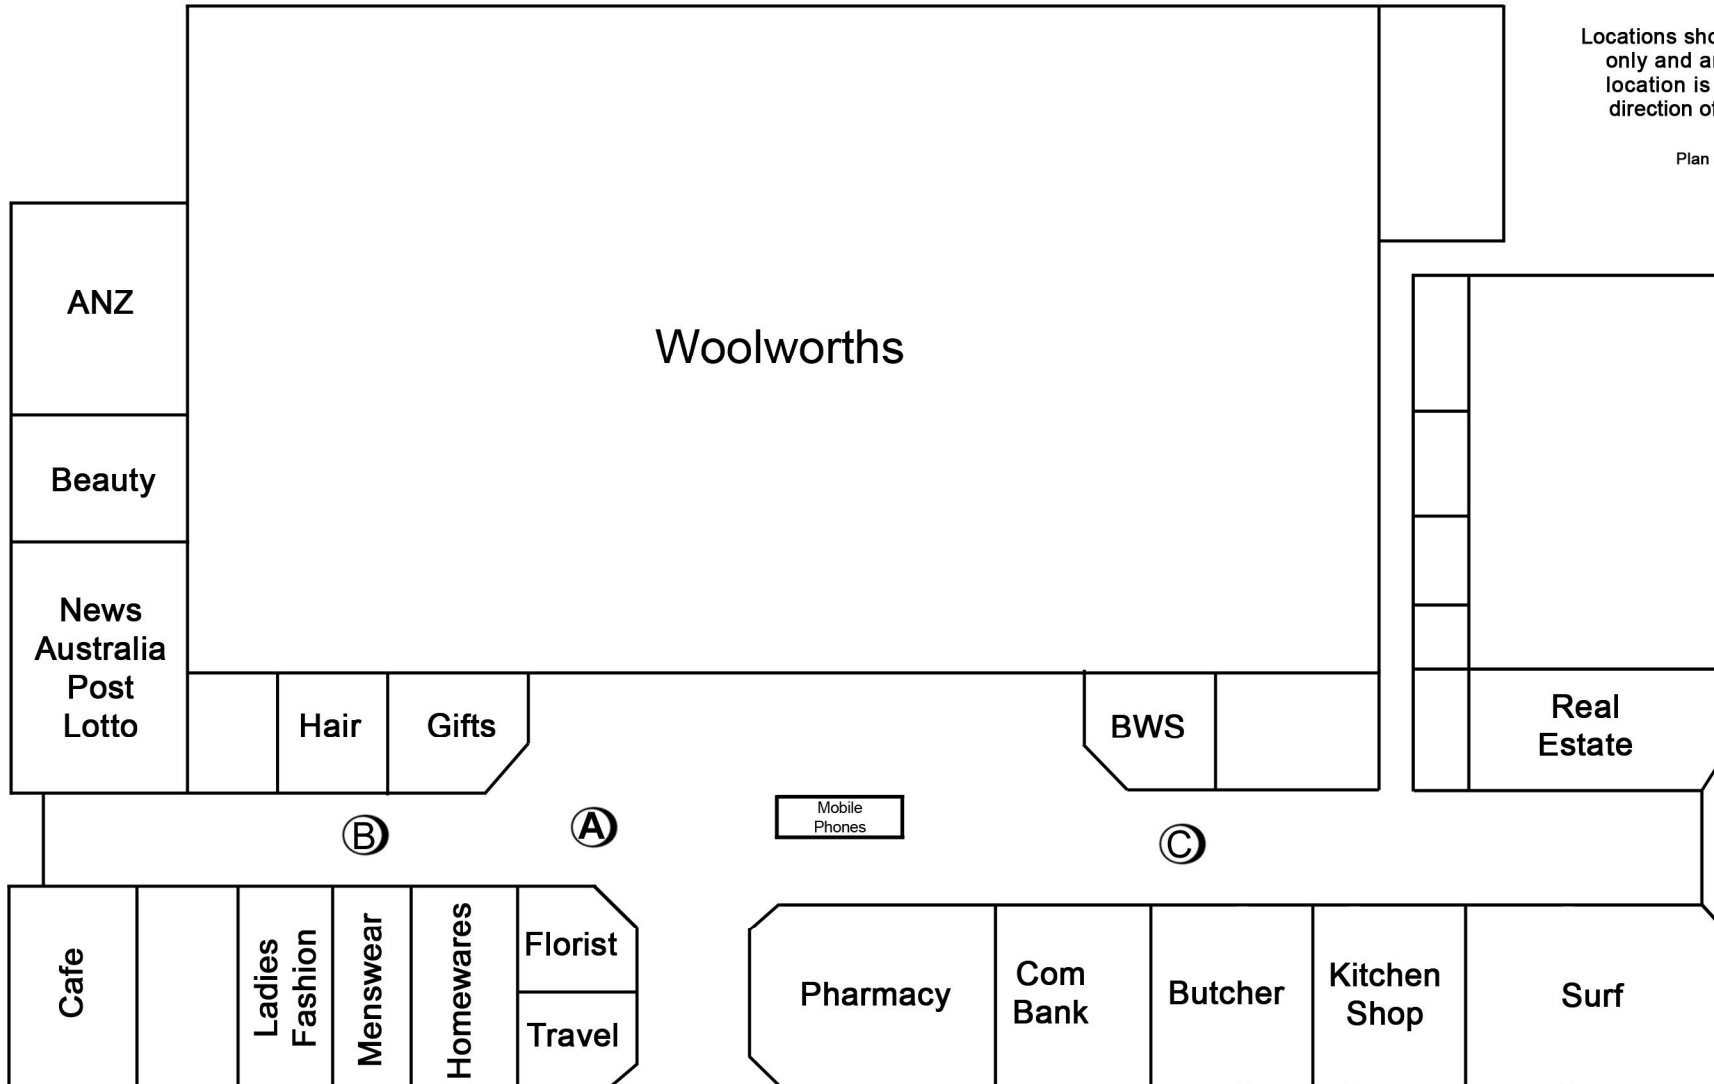 Locations sho
only and a
location is
direction of
Plan
ANZ
Woolworths
Beauty
News
Australia
Post
Lotto
Hair
Gifts
BWS
Real
Estate
Mobile
Phones
B
A
C
Cafe
Ladies
Fashion
Menswear
Homewares
Florist
Travel
Pharmacy
Com
Bank
Butcher
Kitchen
Shop
Surf